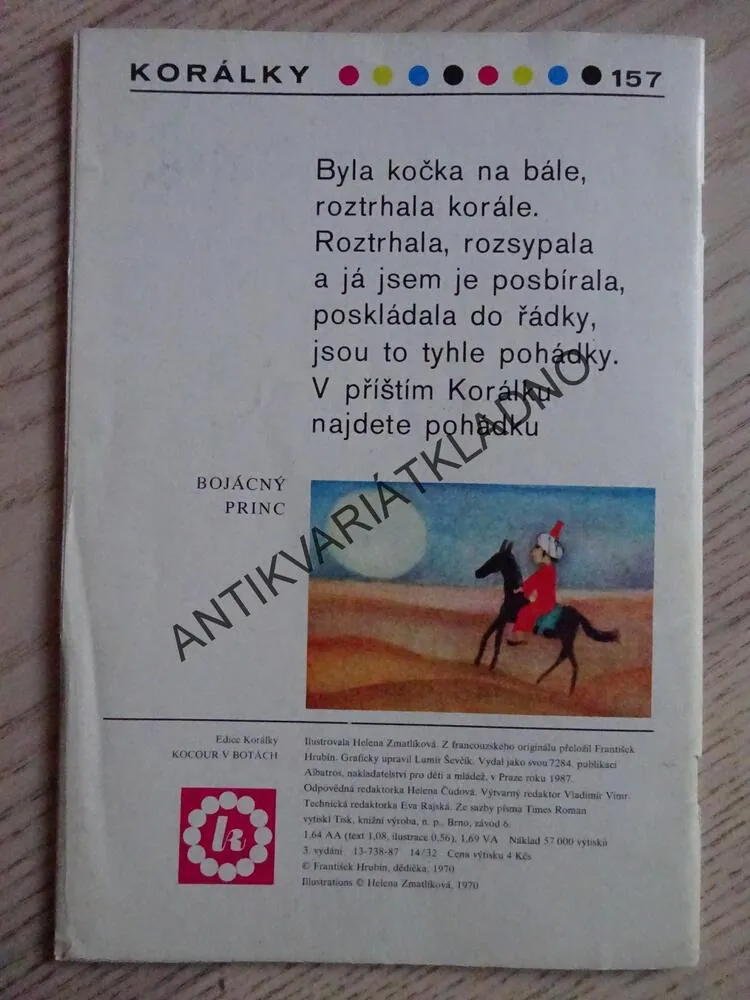 KORÁLKY 157
Byla kočka na bále,
roztrhala korále.
Roztrhala, rozsypala
a já jsem je posbírala,
poskládala do řádky,
jsou to tyhle pohádky.
V příštím Korálku
najdete pohádku
BOJÁCNÝ
PRINC
ANTIKVARIÁTKLADNO
Edice Korálky
KOCOUR V BOTÁCH
k
Ilustrovala Helena Zmatlíková. Z francouzského originálu přeložil František
Hrubín. Graficky upravil Lumír Ševčík. Vydal jako svou 7284. publikaci
Albatros, nakladatelství pro děti a mládež, v Praze roku 1987.
Odpovědná redaktorka Helena Čudová. Výtvarný redaktor Vladimír Vimr.
Technická redaktorka Eva Rajská. Ze sazby písma Times Roman
vytiskl Tisk, knižní výroba, n. p., Brno, závod 6.
1,64 AA (text 1,08, ilustrace 0,56), 1,69 VA Náklad 57 000 výtisků
3. vydání 13-738-87 14/32 Cena výtisku 4 Kčs
© František Hrubín, dědička, 1970
Illustrations © Helena Zmatlíková, 1970